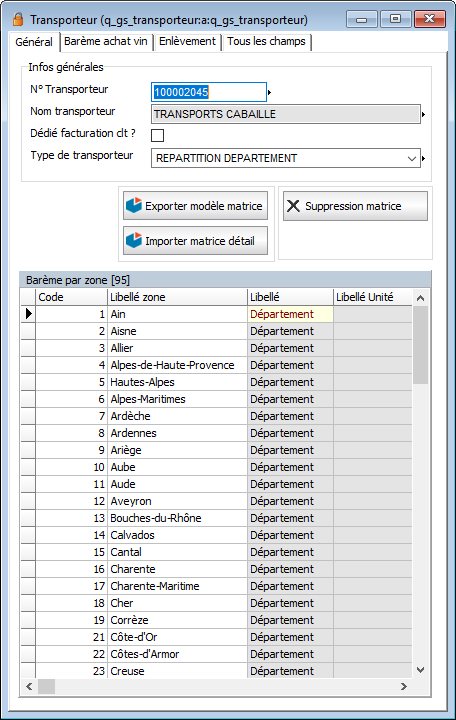 Transporteur (q_gs_transporteur:a:q_gs_transporteur)
Général Barème achat vin Enlèvement Tous les champs
Infos générales
N° Transporteur 100002045
Nom transporteur TRANSPORTS CABAILLE
Dédié facturation clt ?
Type de transporteur REPARTITION DEPARTEMENT
Exporter modèle matrice Suppression matrice
Importer matrice détail
Barème par zone [95]
Code Libellé zone Libellé Libellé Unité
1 Ain Département
2 Aisne Département
3 Allier Département
4 Alpes-de-Haute-Provence Département
5 Hautes-Alpes Département
6 Alpes-Maritimes Département
7 Ardèche Département
8 Ardennes Département
9 Ariège Département
10 Aube Département
11 Aude Département
12 Aveyron Département
13 Bouches-du-Rhône Département
14 Calvados Département
15 Cantal Département
16 Charente Département
17 Charente-Maritime Département
18 Cher Département
19 Corrèze Département
21 Côte-d'Or Département
22 Côtes-d'Armor Département
23 Creuse Département